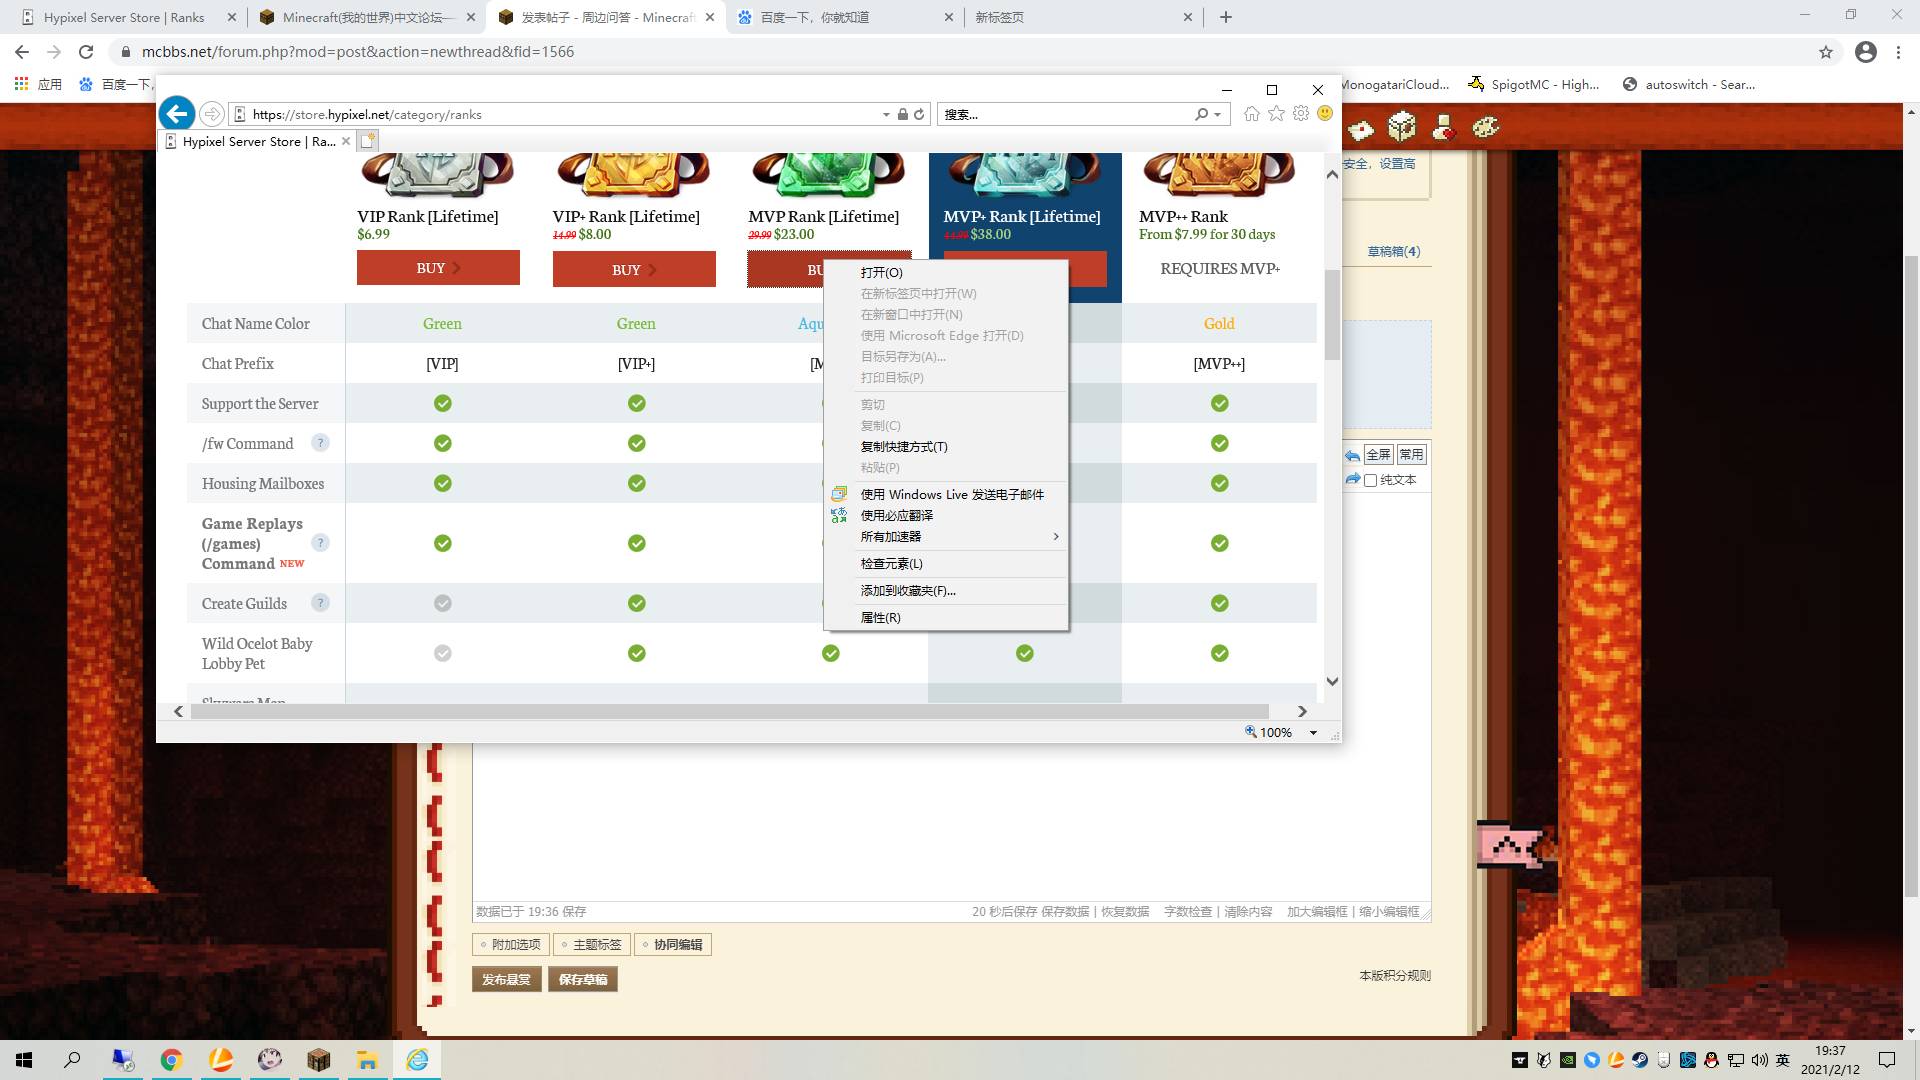 Hypixel Server Store | Ranks
Minecraft(我的世界)中文论坛—
发表帖子 - 周边问答 - Minecraft
百度一下，你就知道
新标签页
mcbbs.net/forum.php?mod=post&action=newthread&fid=1566
应用
百度一下，
MonogatariCloud...
SpigotMC - High...
autoswitch - Sear...
https://store.hypixel.net/category/ranks
搜索...
Hypixel Server Store | Ra...
安全，设置高
草稿箱(4)
VIP Rank [Lifetime]
$6.99
BUY
VIP+ Rank [Lifetime]
14.99 $8.00
BUY
MVP Rank [Lifetime]
29.99 $23.00
BU
MVP+ Rank [Lifetime]
44.99 $38.00
MVP++ Rank
From $7.99 for 30 days
REQUIRES MVP+
Chat Name Color
Green
Green
Aqu
Gold
Chat Prefix
[VIP]
[VIP+]
[M
[MVP++]
Support the Server
/fw Command ?
Housing Mailboxes
Game Replays
(/games) ?
Command NEW
Create Guilds ?
Wild Ocelot Baby
Lobby Pet
打开(O)
在新标签页中打开(W)
在新窗口中打开(N)
使用 Microsoft Edge 打开(D)
目标另存为(A)...
打印目标(P)
剪切
复制(C)
复制快捷方式(T)
粘贴(P)
使用 Windows Live 发送电子邮件
使用必应翻译
所有加速器
检查元素(L)
添加到收藏夹(F)...
属性(R)
全屏
常用
纯文本
100%
数据已于 19:36 保存
20 秒后保存 保存数据 | 恢复数据 字数检查 | 清除内容 加大编辑框 | 缩小编辑框
附加选项
主题标签
协同编辑
发布悬赏
保存草稿
本版积分规则
英
19:37
2021/2/12